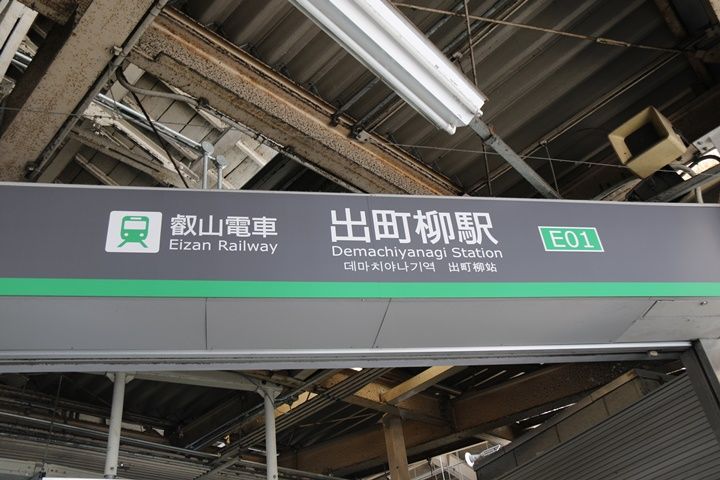 叡山電車
Eizan Railway
出町柳駅
Demachiyanagi Station
데마치야나기역 出町柳站
E01